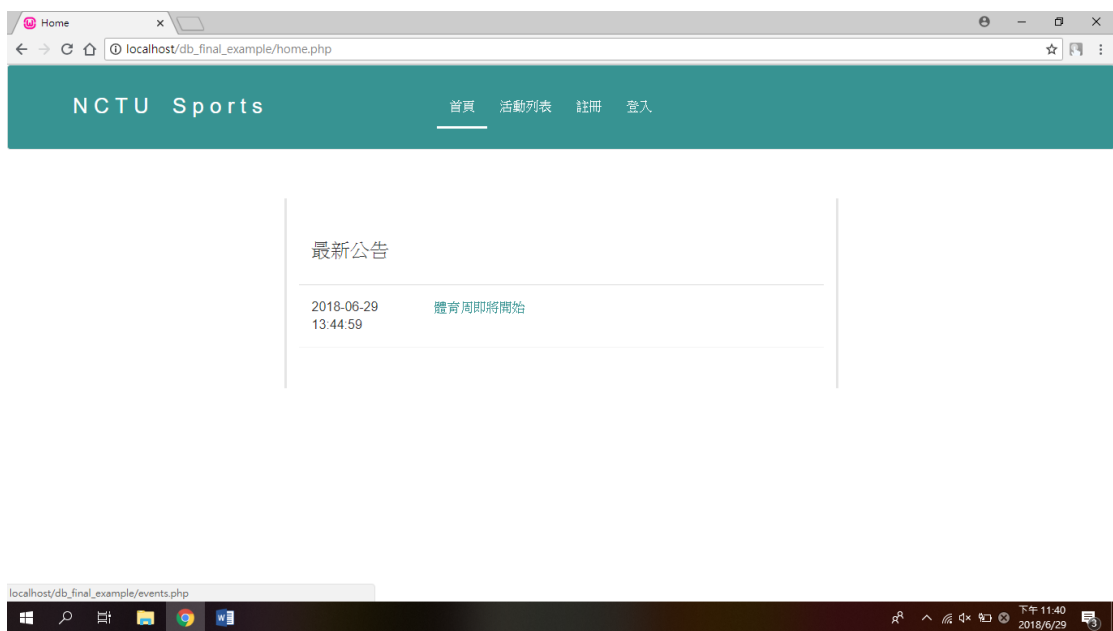 Home
localhost/db_final_example/home.php
NCTU Sports
首頁 活動列表 註冊 登入
最新公告
2018-06-29 體育周即將開始
13:44:59
localhost/db_final_example/events.php
下午 11:40
2018/6/29
3